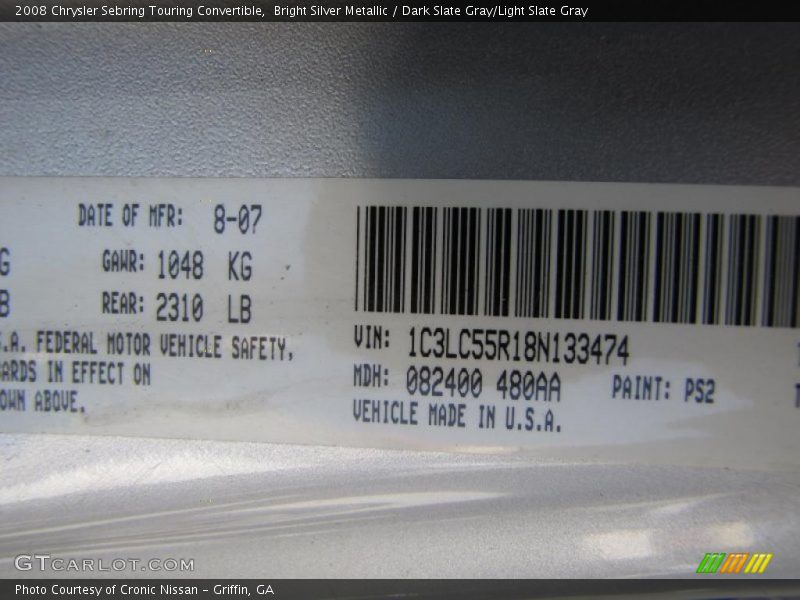 2008 Chrysler Sebring Touring Convertible, Bright Silver Metallic / Dark Slate Gray/Light Slate Gray
DATE OF MFR: 8-07
G GAWR: 1048 KG
B REAR: 2310 LB
.A. FEDERAL MOTOR VEHICLE SAFETY,
ARDS IN EFFECT ON
OWN ABOVE.
VIN: 1C3LC55R18N133474
MDH: 082400 480AA PAINT: PS2
VEHICLE MADE IN U.S.A.
GTCARLOT.COM
Photo Courtesy of Cronic Nissan - Griffin, GA